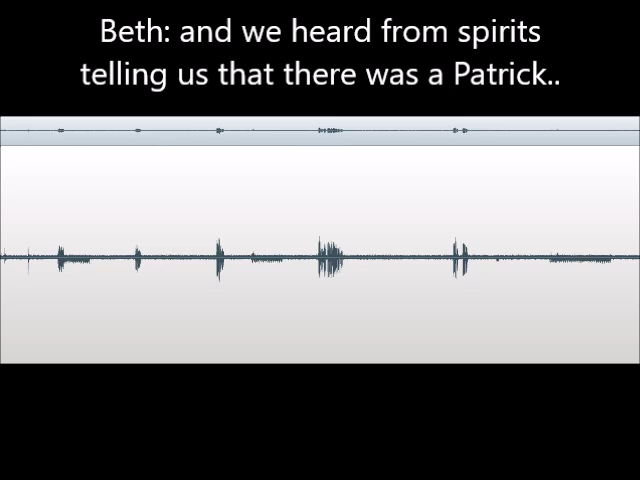 Beth: and we heard from spirits
telling us that there was a Patrick..